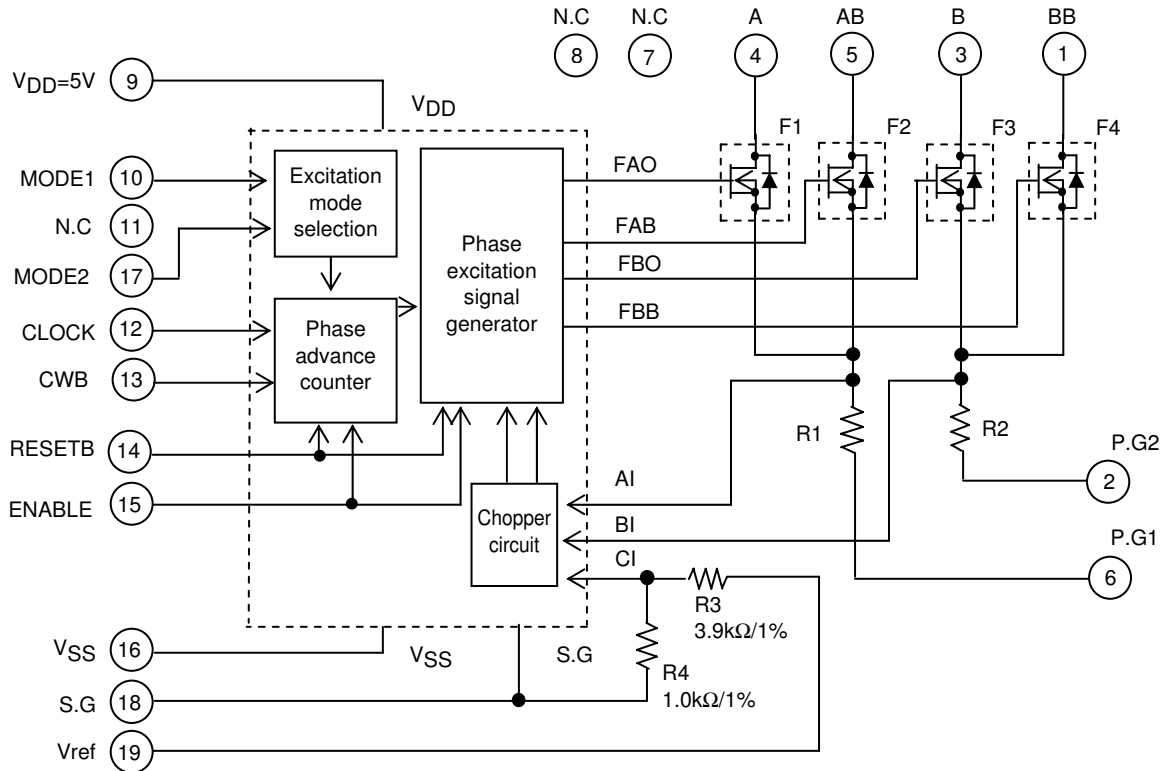 N.C N.C A AB B BB
8 7 4 5 3 1
VDD=5V 9
VDD
F1 F2 F3 F4
MODE1 10
Excitation
mode
selection
FAO
N.C 11
FAB
MODE2 17
Phase
excitation
signal
generator
FBO
FBB
CLOCK 12
Phase
advance
counter
CWB 13
R1 R2
RESETB 14
P.G2
2
ENABLE 15
AI
Chopper
circuit
BI
P.G1
6
CI
R3
3.9kΩ/1%
VSS 16
VSS S.G
R4
1.0kΩ/1%
S.G 18
Vref 19